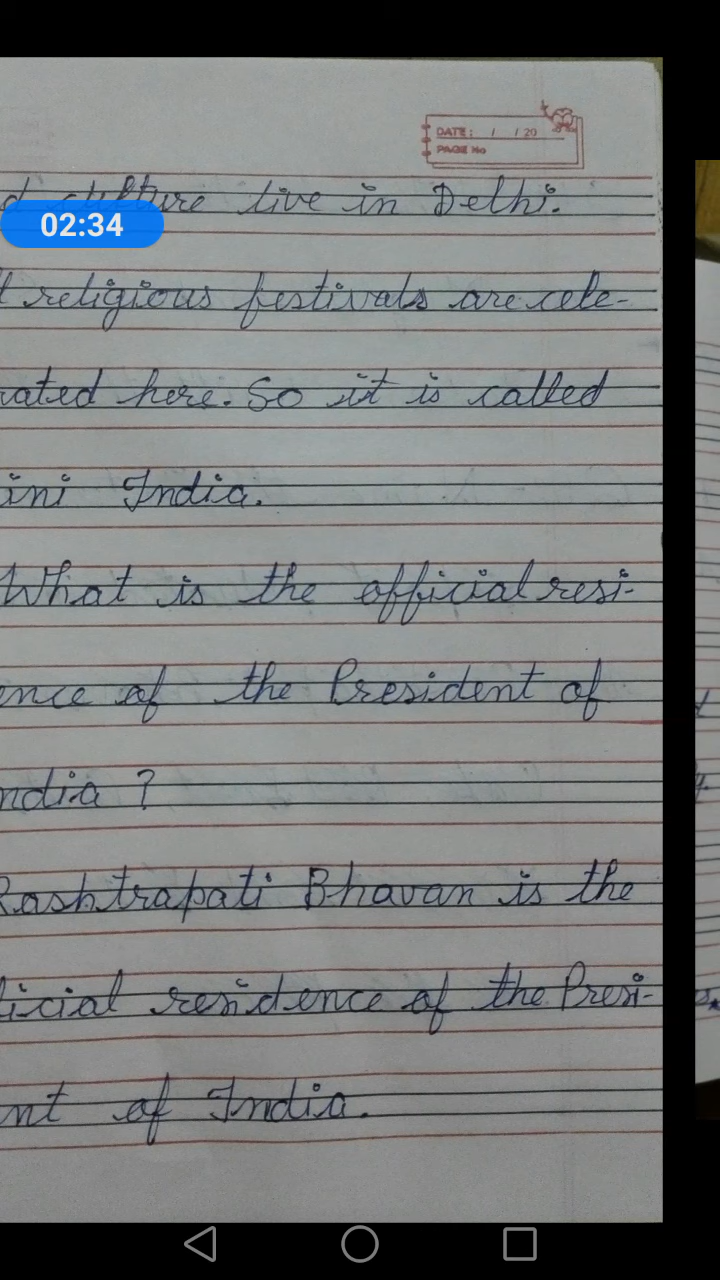 DATE: / / 20
PAGE No
d culture live in Delhi.
02:34
religious festivals are cele-
rated here. So it is called
ini India.
What is the official resi-
ence of the President of
ndia ?
Rashtrapati Bhavan is the
ficial residence of the Presi-
nt of India.